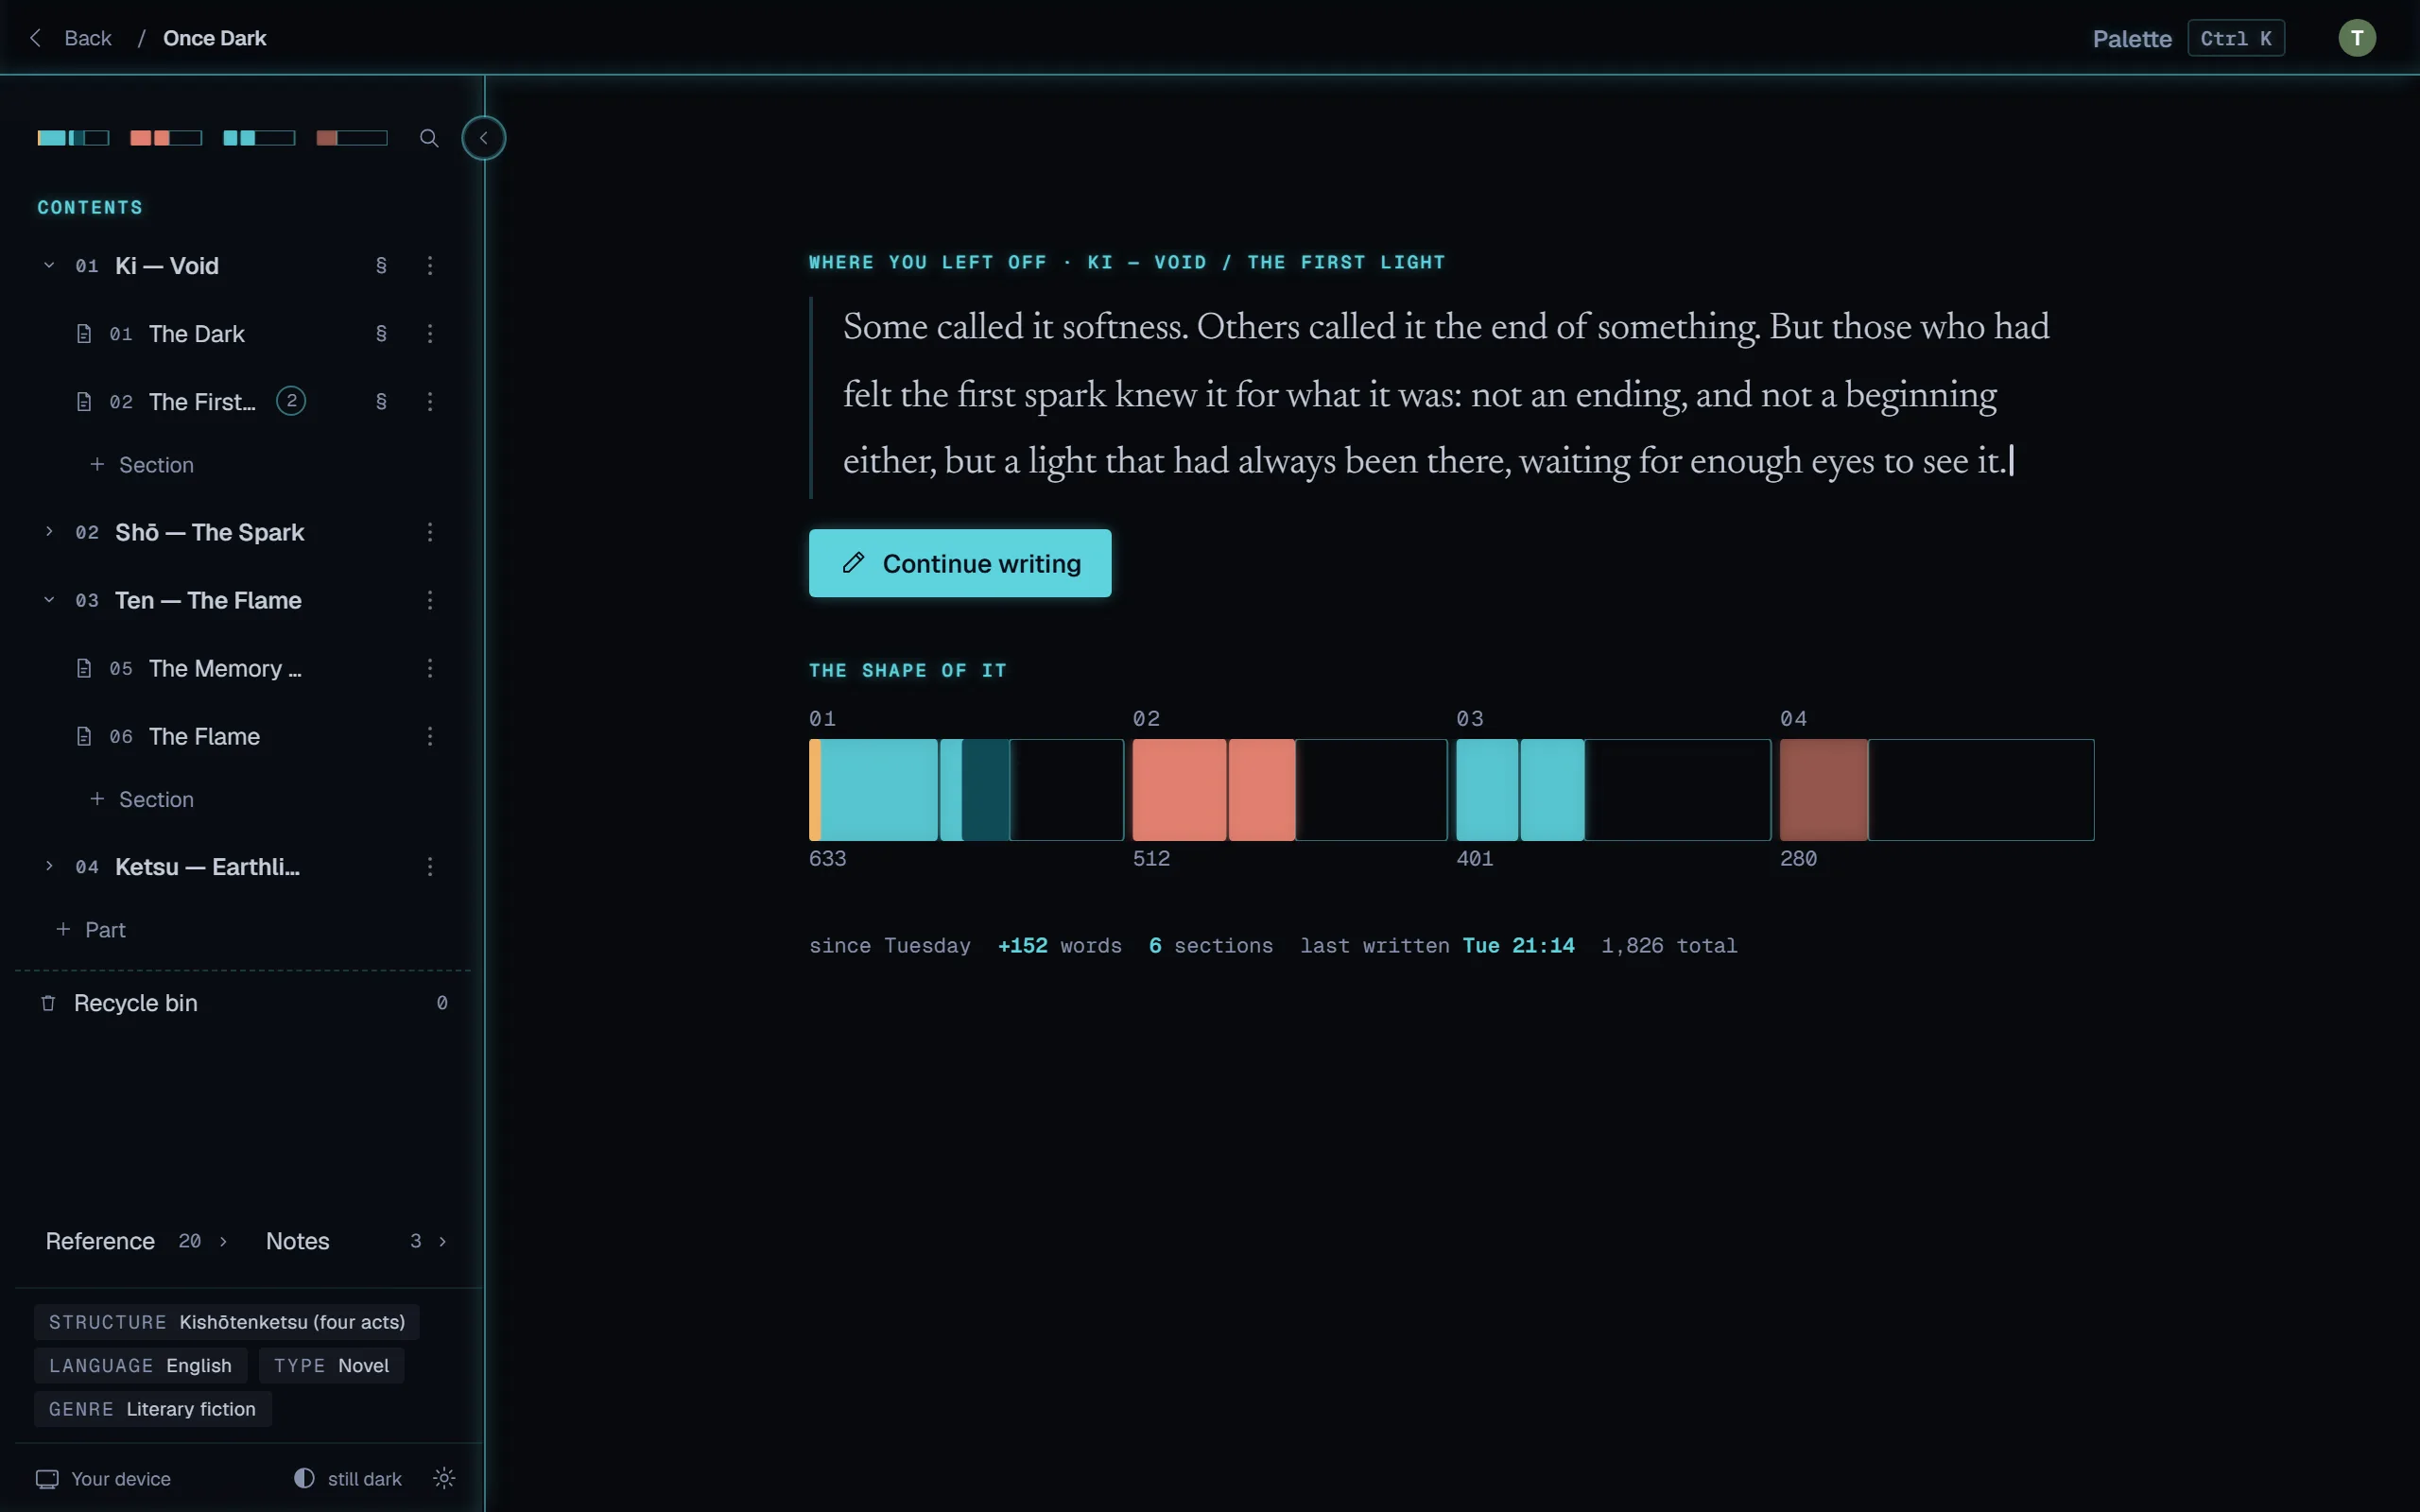 Back / Once Dark
Palette Ctrl K T
CONTENTS
01 Ki — Void §
01 The Dark §
02 The First... 2 §
+ Section
02 Shō — The Spark
03 Ten — The Flame
05 The Memory ...
06 The Flame
+ Section
04 Ketsu — Earthli...
+ Part
Recycle bin 0
Reference 20 Notes 3
STRUCTURE Kishōtenketsu (four acts)
LANGUAGE English TYPE Novel
GENRE Literary fiction
Your device still dark
WHERE YOU LEFT OFF · KI — VOID / THE FIRST LIGHT
Some called it softness. Others called it the end of something. But those who had
felt the first spark knew it for what it was: not an ending, and not a beginning
either, but a light that had always been there, waiting for enough eyes to see it.
Continue writing
THE SHAPE OF IT
01 02 03 04
633 512 401 280
since Tuesday +152 words 6 sections last written Tue 21:14 1,826 total